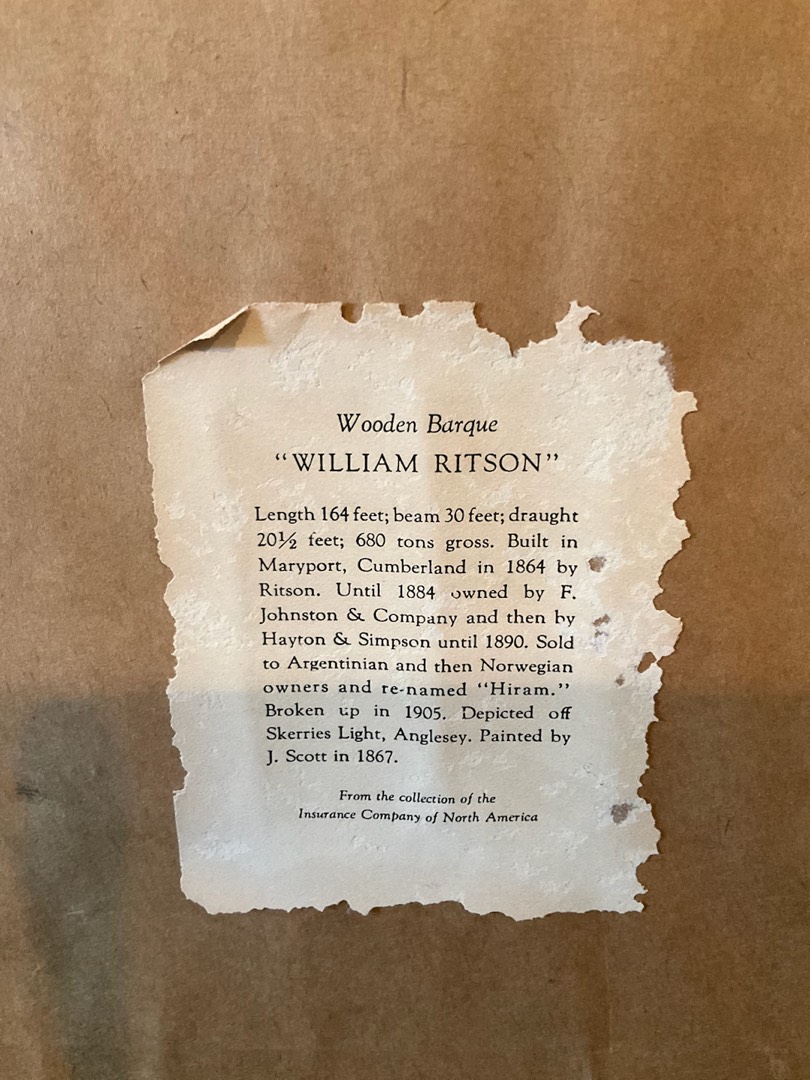 Wooden Barque
“WILLIAM RITSON”
Length 164 feet; beam 30 feet; draught
20½ feet; 680 tons gross. Built in
Maryport, Cumberland in 1864 by
Ritson. Until 1884 owned by F.
Johnston & Company and then by
Hayton & Simpson until 1890. Sold
to Argentinian and then Norwegian
owners and re-named “Hiram.”
Broken up in 1905. Depicted off
Skerries Light, Anglesey. Painted by
J. Scott in 1867.
From the collection of the
Insurance Company of North America